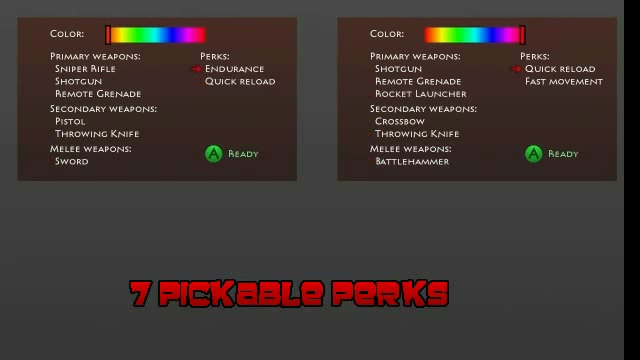 Color:
Primary weapons:
Sniper Rifle
Shotgun
Remote Grenade
Secondary weapons:
Pistol
Throwing Knife
Melee weapons:
Sword
Perks:
Endurance
Quick reload
A Ready
Color:
Primary weapons:
Shotgun
Remote Grenade
Rocket Launcher
Secondary weapons:
Crossbow
Throwing Knife
Melee weapons:
Battlehammer
Perks:
Quick reload
Fast movement
A Ready
7 Pickable Perks